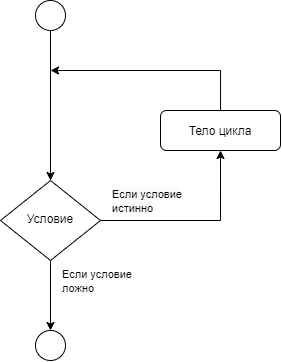 Тело цикла
Если условие
истинно
Условие
Если условие
ложно